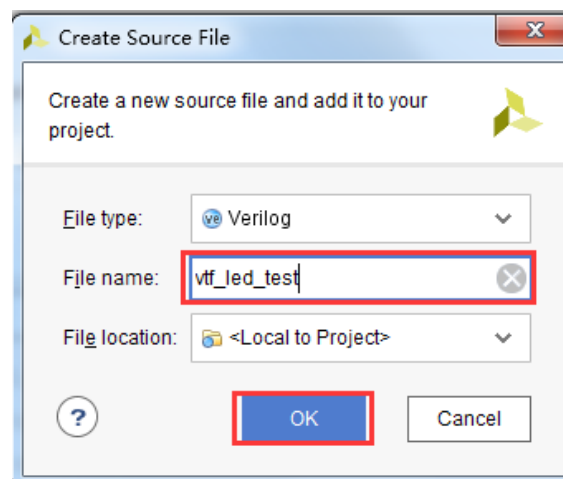 Create Source File
Create a new source file and add it to your
project.
File type: Verilog
File name: vtf_led_test
File location: <Local to Project>
? OK Cancel